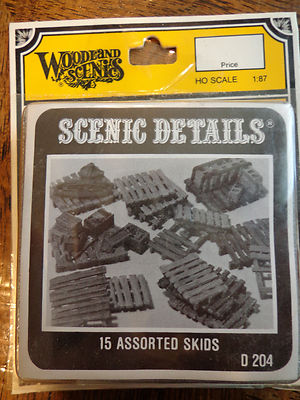 WOODLAND
SCENICS
Price
HO SCALE 1:87
SCENIC DETAILS®
15 ASSORTED SKIDS
D 204